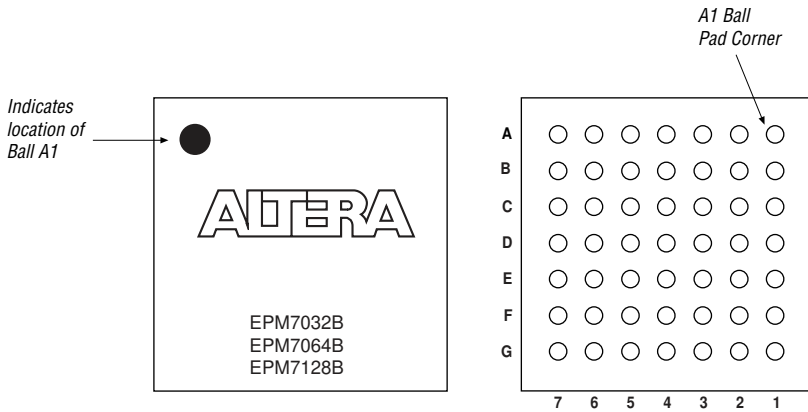 A1 Ball
Pad Corner
Indicates
location of
Ball A1
ALTERA
EPM7032B
EPM7064B
EPM7128B
A
B
C
D
E
F
G
7 6 5 4 3 2 1